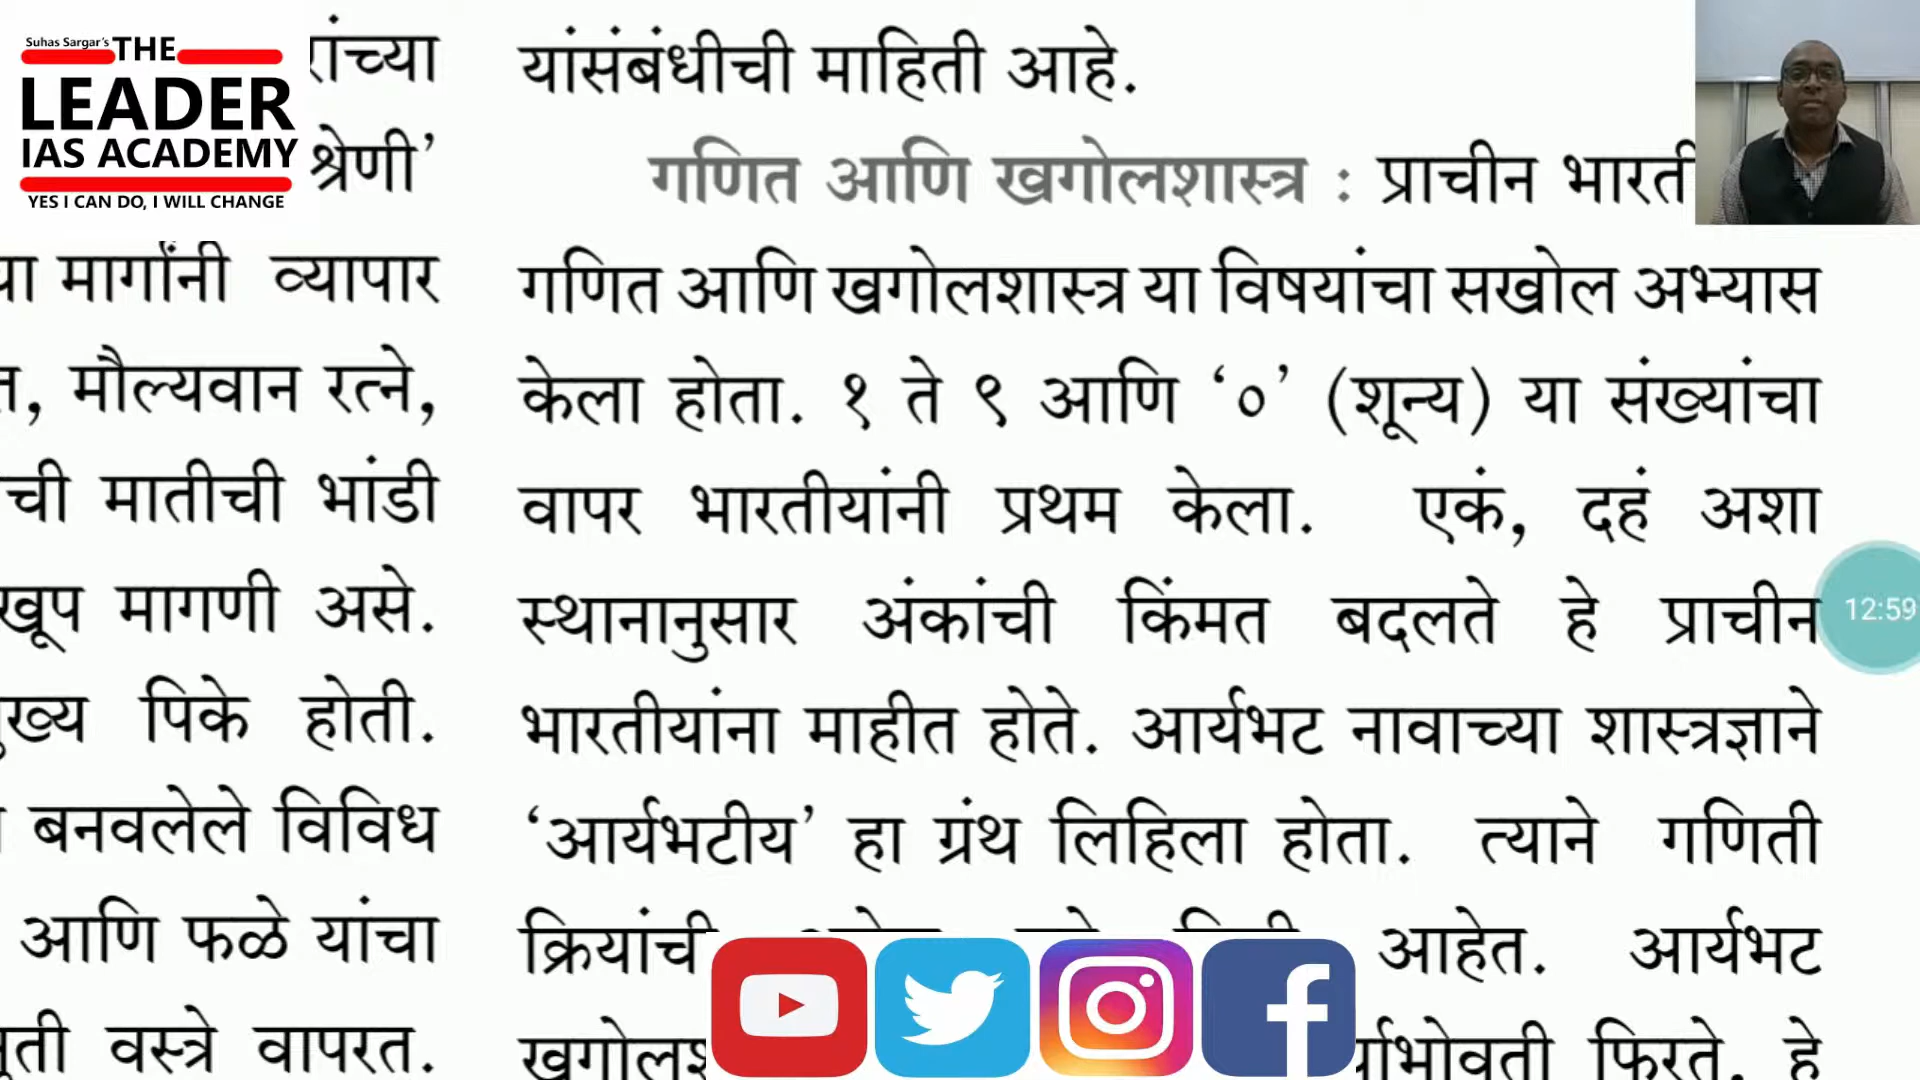 Suhas Sargar's THE
LEADER
IAS ACADEMY
YES I CAN DO, I WILL CHANGE
श्रेणी’
मार्गांनी व्यापार
मौल्यवान रत्ने,
मातीची भांडी
खूप मागणी असे.
पिके होती.
बनवलेले विविध
आणि फळे यांचा
वस्त्रे वापरत.
यांसंबंधीची माहिती आहे.
गणित आणि खगोलशास्त्र : प्राचीन
गणित आणि खगोलशास्त्र या विषयांचा सखोल अभ्यास
केला होता. १ ते ९ आणि ‘०’ (शून्य) या संख्यांचा
वापर भारतीयांनी प्रथम केला. एकं, दहं अशा
स्थानानुसार अंकांची किंमत बदलते हे प्राचीन
भारतीयांना माहीत होते. आर्यभट नावाच्या शास्त्रज्ञाने
‘आर्यभटीय’ हा ग्रंथ लिहिला होता. त्याने गणिती
क्रियांची आहेत. आर्यभट
फिरते, हे
12:59